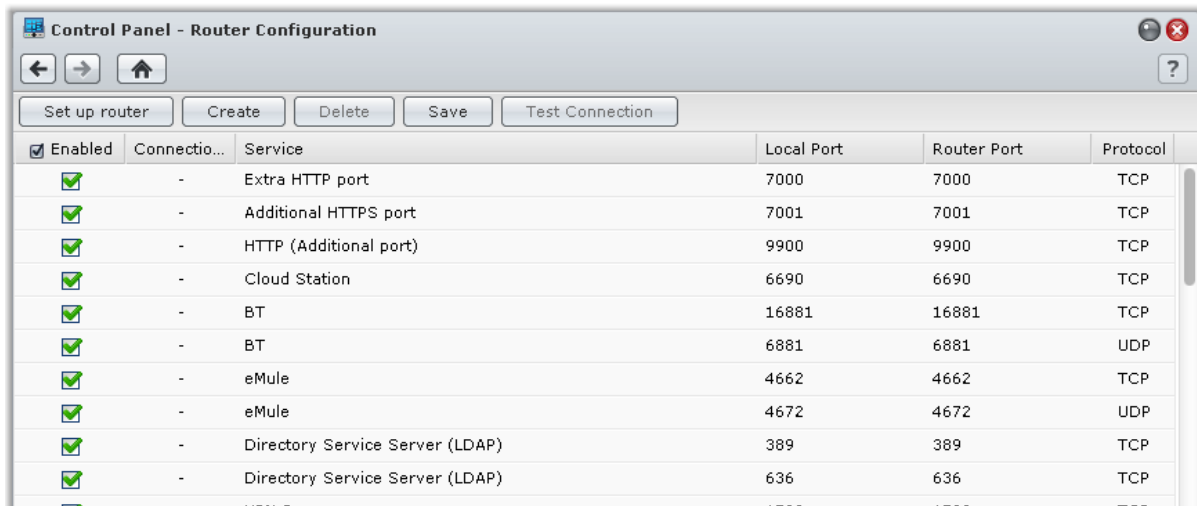 Control Panel - Router Configuration
?
Set up router Create Delete Save Test Connection
Enabled Connectio... Service Local Port Router Port Protocol
- Extra HTTP port 7000 7000 TCP
- Additional HTTPS port 7001 7001 TCP
- HTTP (Additional port) 9900 9900 TCP
- Cloud Station 6690 6690 TCP
- BT 16881 16881 TCP
- BT 6881 6881 UDP
- eMule 4662 4662 TCP
- eMule 4672 4672 UDP
- Directory Service Server (LDAP) 389 389 TCP
- Directory Service Server (LDAP) 636 636 TCP